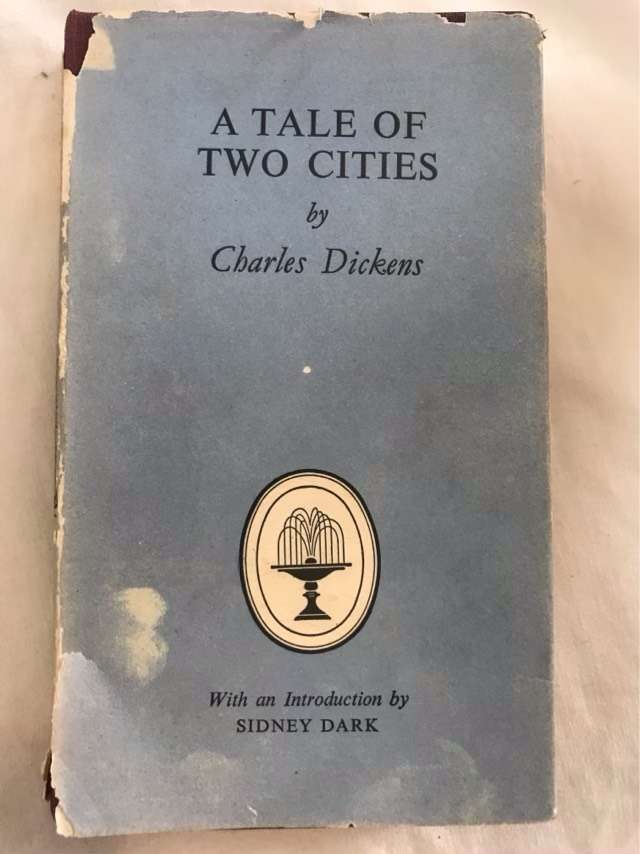 A TALE OF
TWO CITIES
by
Charles Dickens
With an Introduction by
SIDNEY DARK